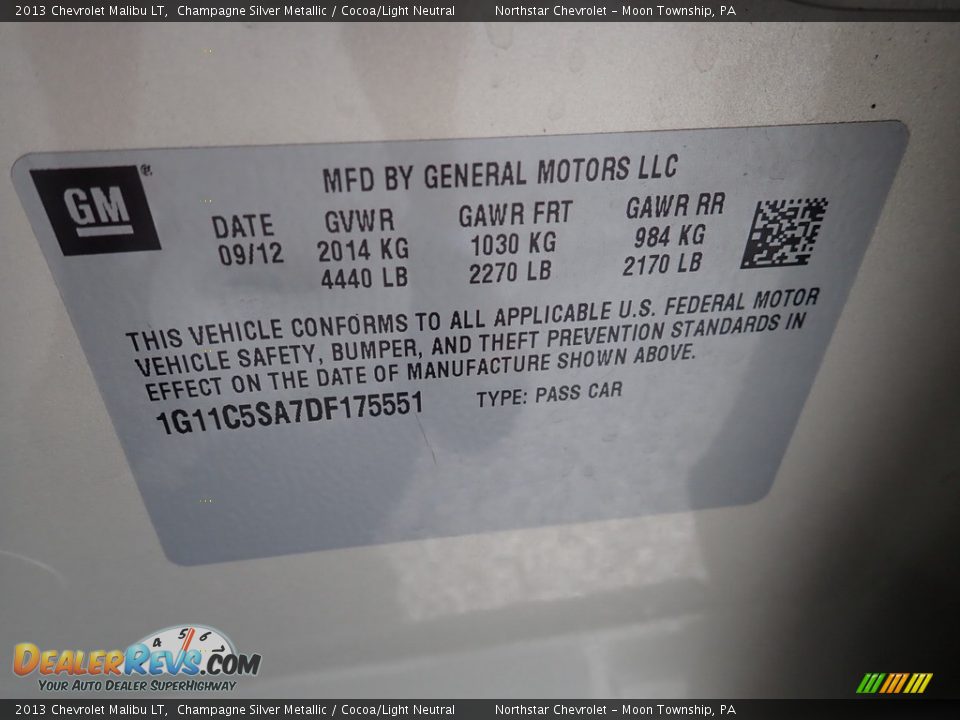 2013 Chevrolet Malibu LT, Champagne Silver Metallic / Cocoa/Light Neutral Northstar Chevrolet - Moon Township, PA
GM ®
MFD BY GENERAL MOTORS LLC
DATE GVWR GAWR FRT GAWR RR
09/12 2014 KG 1030 KG 984 KG
4440 LB 2270 LB 2170 LB
THIS VEHICLE CONFORMS TO ALL APPLICABLE U.S. FEDERAL MOTOR
VEHICLE SAFETY, BUMPER, AND THEFT PREVENTION STANDARDS IN
EFFECT ON THE DATE OF MANUFACTURE SHOWN ABOVE.
1G11C5SA7DF175551 TYPE: PASS CAR
4 5 6 7
DEALERREVS.COM
YOUR AUTO DEALER SUPERHIGHWAY
2013 Chevrolet Malibu LT, Champagne Silver Metallic / Cocoa/Light Neutral Northstar Chevrolet - Moon Township, PA